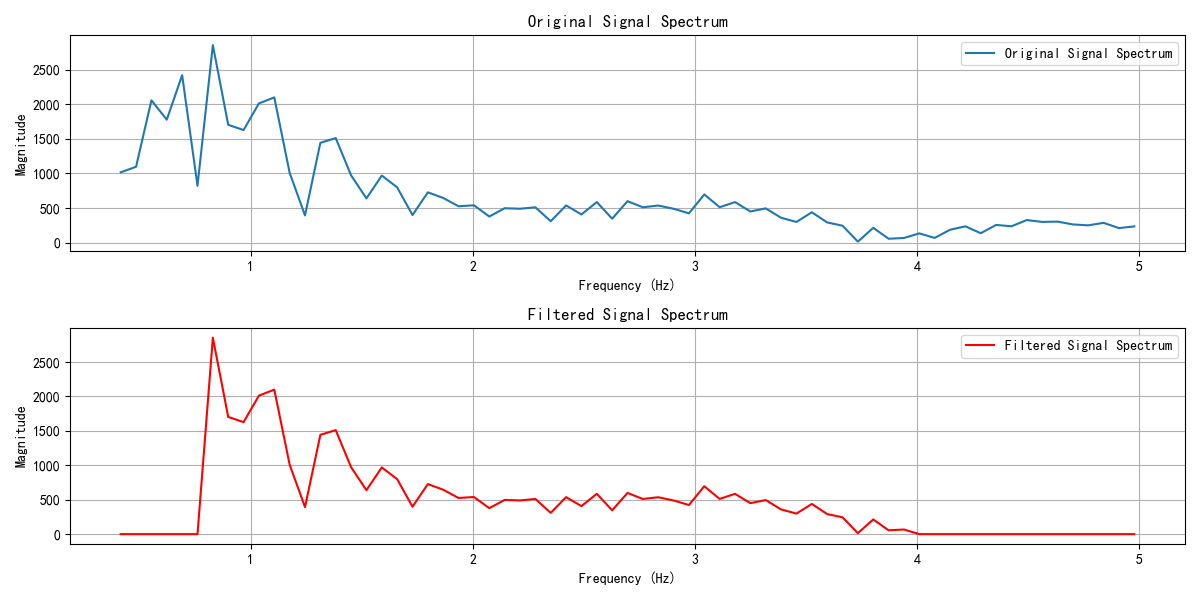 Original Signal Spectrum
Original Signal Spectrum
Magnitude
2500
2000
1500
1000
500
0
1 2 3 4 5
Frequency (Hz)
Filtered Signal Spectrum
Filtered Signal Spectrum
Magnitude
2500
2000
1500
1000
500
0
1 2 3 4 5
Frequency (Hz)